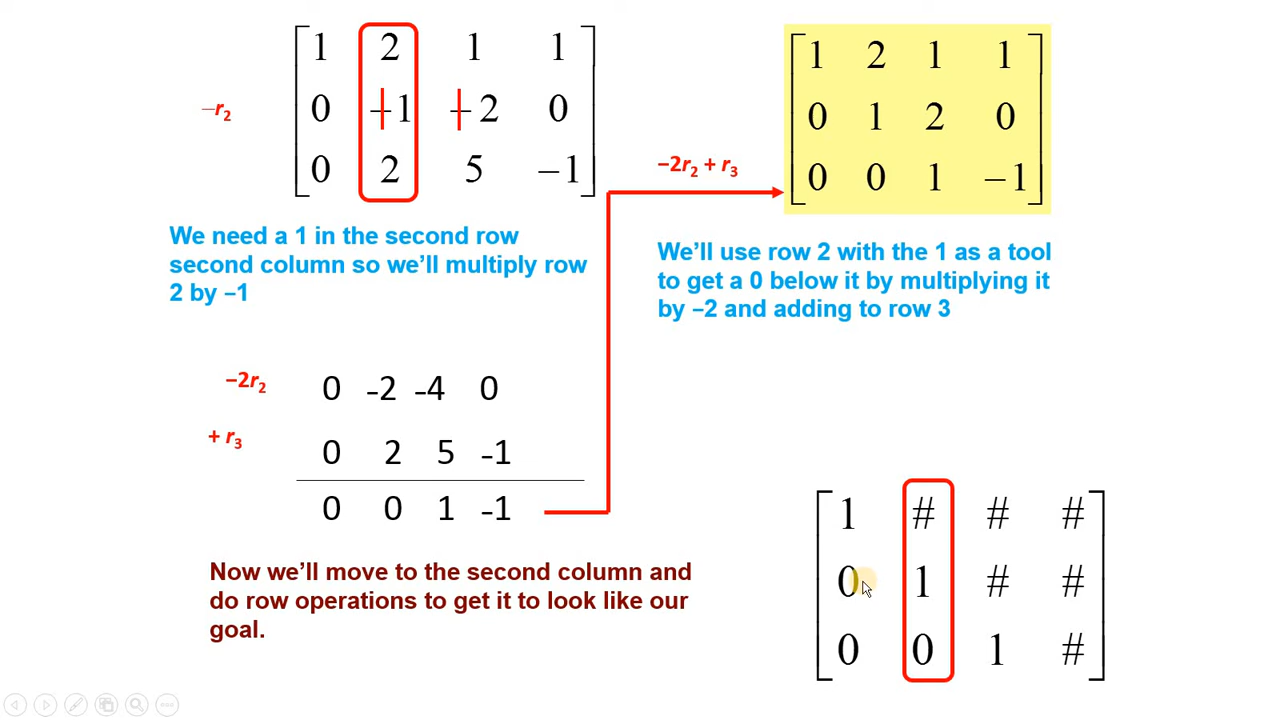 1 2 1 1
−r₂ 0 −1 −2 0
0 2 5 −1
We need a 1 in the second row
second column so we'll multiply row
2 by −1
−2r₂ + r₃
1 2 1 1
0 1 2 0
0 0 1 −1
We'll use row 2 with the 1 as a tool
to get a 0 below it by multiplying it
by −2 and adding to row 3
−2r₂ 0 -2 -4 0
+ r₃ 0 2 5 -1
0 0 1 -1
Now we'll move to the second column and
do row operations to get it to look like our
goal.
1 # # #
0 1 # #
0 0 1 #